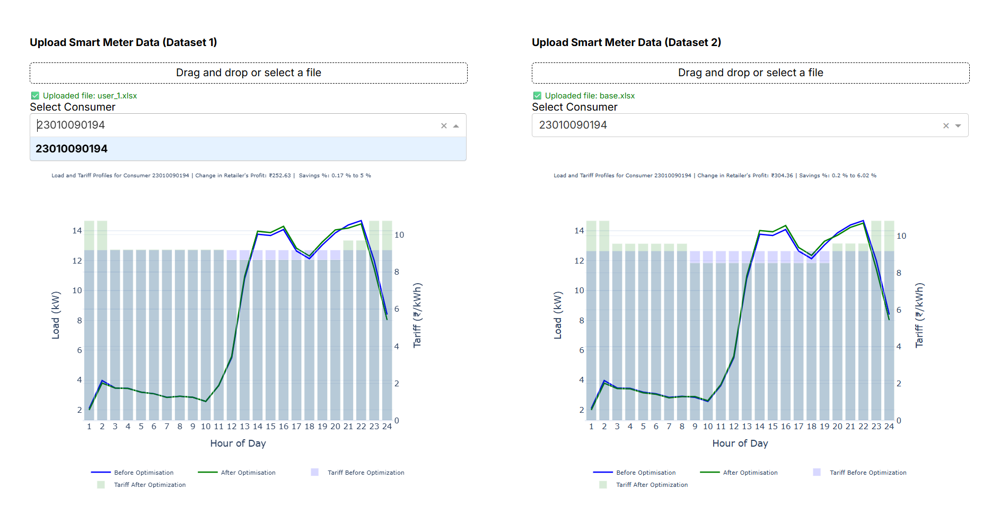 Upload Smart Meter Data (Dataset 1)
Drag and drop or select a file
✅ Uploaded file: user_1.xlsx
Select Consumer
23010090194
23010090194
Load and Tariff Profiles for Consumer 23010090194 | Change in Retailer's Profit: ₹252.63 | Savings %: 0.17 % to 5 %
14
12
10
8
6
4
2
Load (kW)
10
8
6
4
2
0
Tariff (₹/kWh)
1 2 3 4 5 6 7 8 9 10 11 12 13 14 15 16 17 18 19 20 21 22 23 24
Hour of Day
Before Optimisation
After Optimisation
Tariff Before Optimization
Tariff After Optimization
Upload Smart Meter Data (Dataset 2)
Drag and drop or select a file
✅ Uploaded file: base.xlsx
Select Consumer
23010090194
Load and Tariff Profiles for Consumer 23010090194 | Change in Retailer's Profit: ₹304.36 | Savings %: 0.2 % to 6.02 %
14
12
10
8
6
4
2
Load (kW)
10
8
6
4
2
0
Tariff (₹/kWh)
1 2 3 4 5 6 7 8 9 10 11 12 13 14 15 16 17 18 19 20 21 22 23 24
Hour of Day
Before Optimisation
After Optimisation
Tariff Before Optimization
Tariff After Optimization